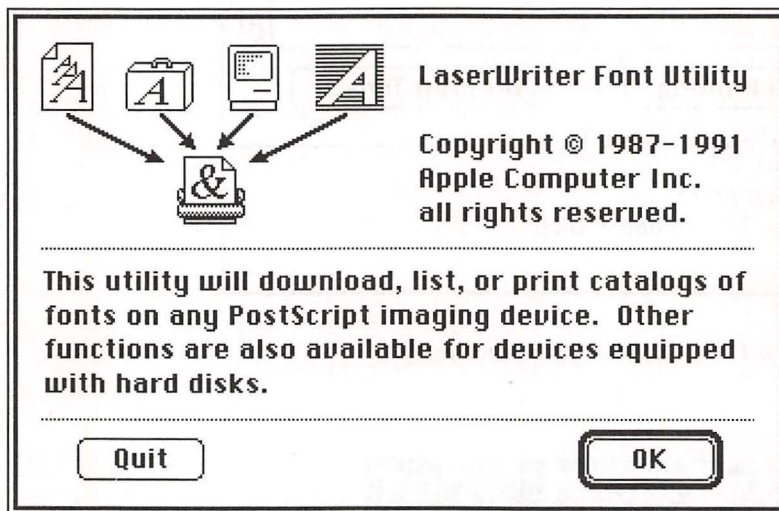 LaserWriter Font Utility
Copyright © 1987-1991
Apple Computer Inc.
all rights reserved.
This utility will download, list, or print catalogs of
fonts on any PostScript imaging device. Other
functions are also available for devices equipped
with hard disks.
Quit
OK